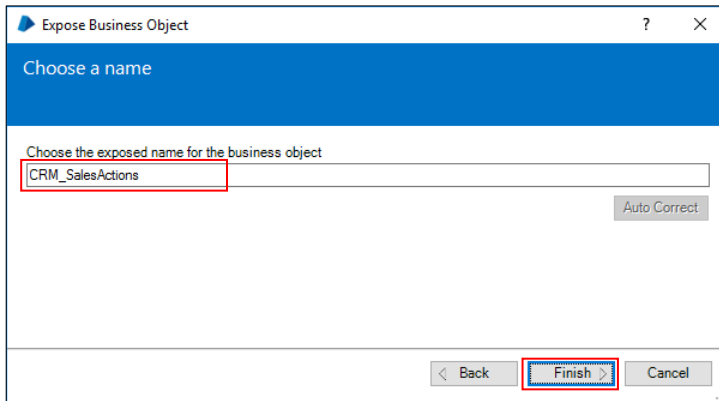 Expose Business Object
Choose a name
Choose the exposed name for the business object
CRM_SalesActions
Auto Correct
Back Finish Cancel